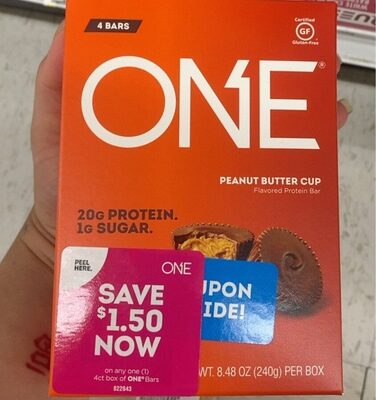 4 BARS
Certified
GF
Gluten-Free
ONE®
PEANUT BUTTER CUP
Flavored Protein Bar
20G PROTEIN.
1G SUGAR.
PEEL
HERE.
ONE
SAVE
$1.50
NOW
on any one (1)
4ct box of ONE® Bars
822843
UPON
IDE!
WT. 8.48 OZ (240g) PER BOX